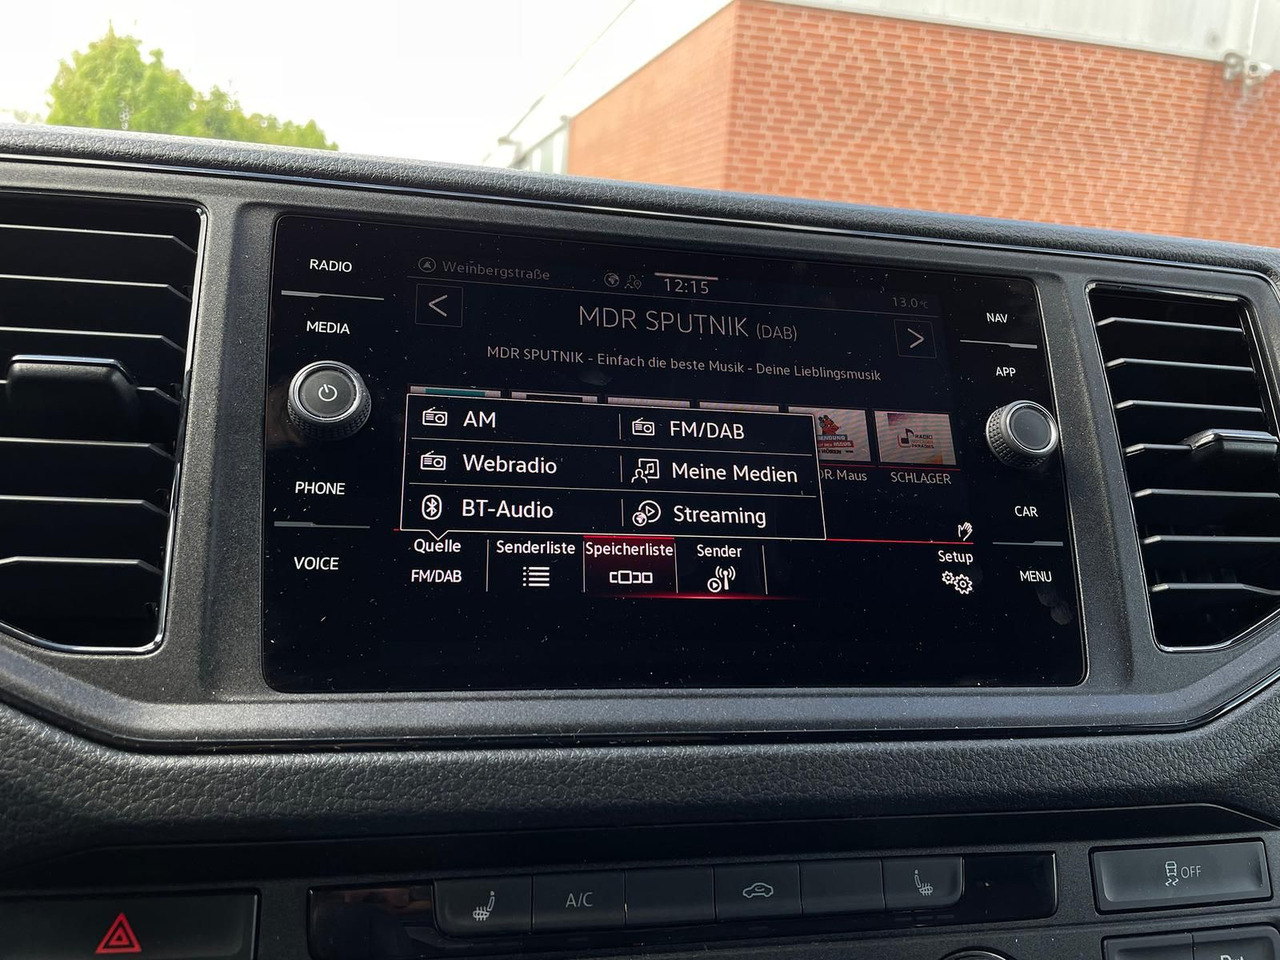 RADIO
MEDIA
PHONE
VOICE
Weinbergstraße
12:15
13.0°C
<
MDR SPUTNIK (DAB)
>
MDR SPUTNIK - Einfach die beste Musik - Deine Lieblingsmusik
AM
FM/DAB
Webradio
Meine Medien
BT-Audio
Streaming
Maus
SCHLAGER
Quelle
FM/DAB
Senderliste
Speicherliste
Sender
Setup
NAV
APP
CAR
MENU
A/C
OFF